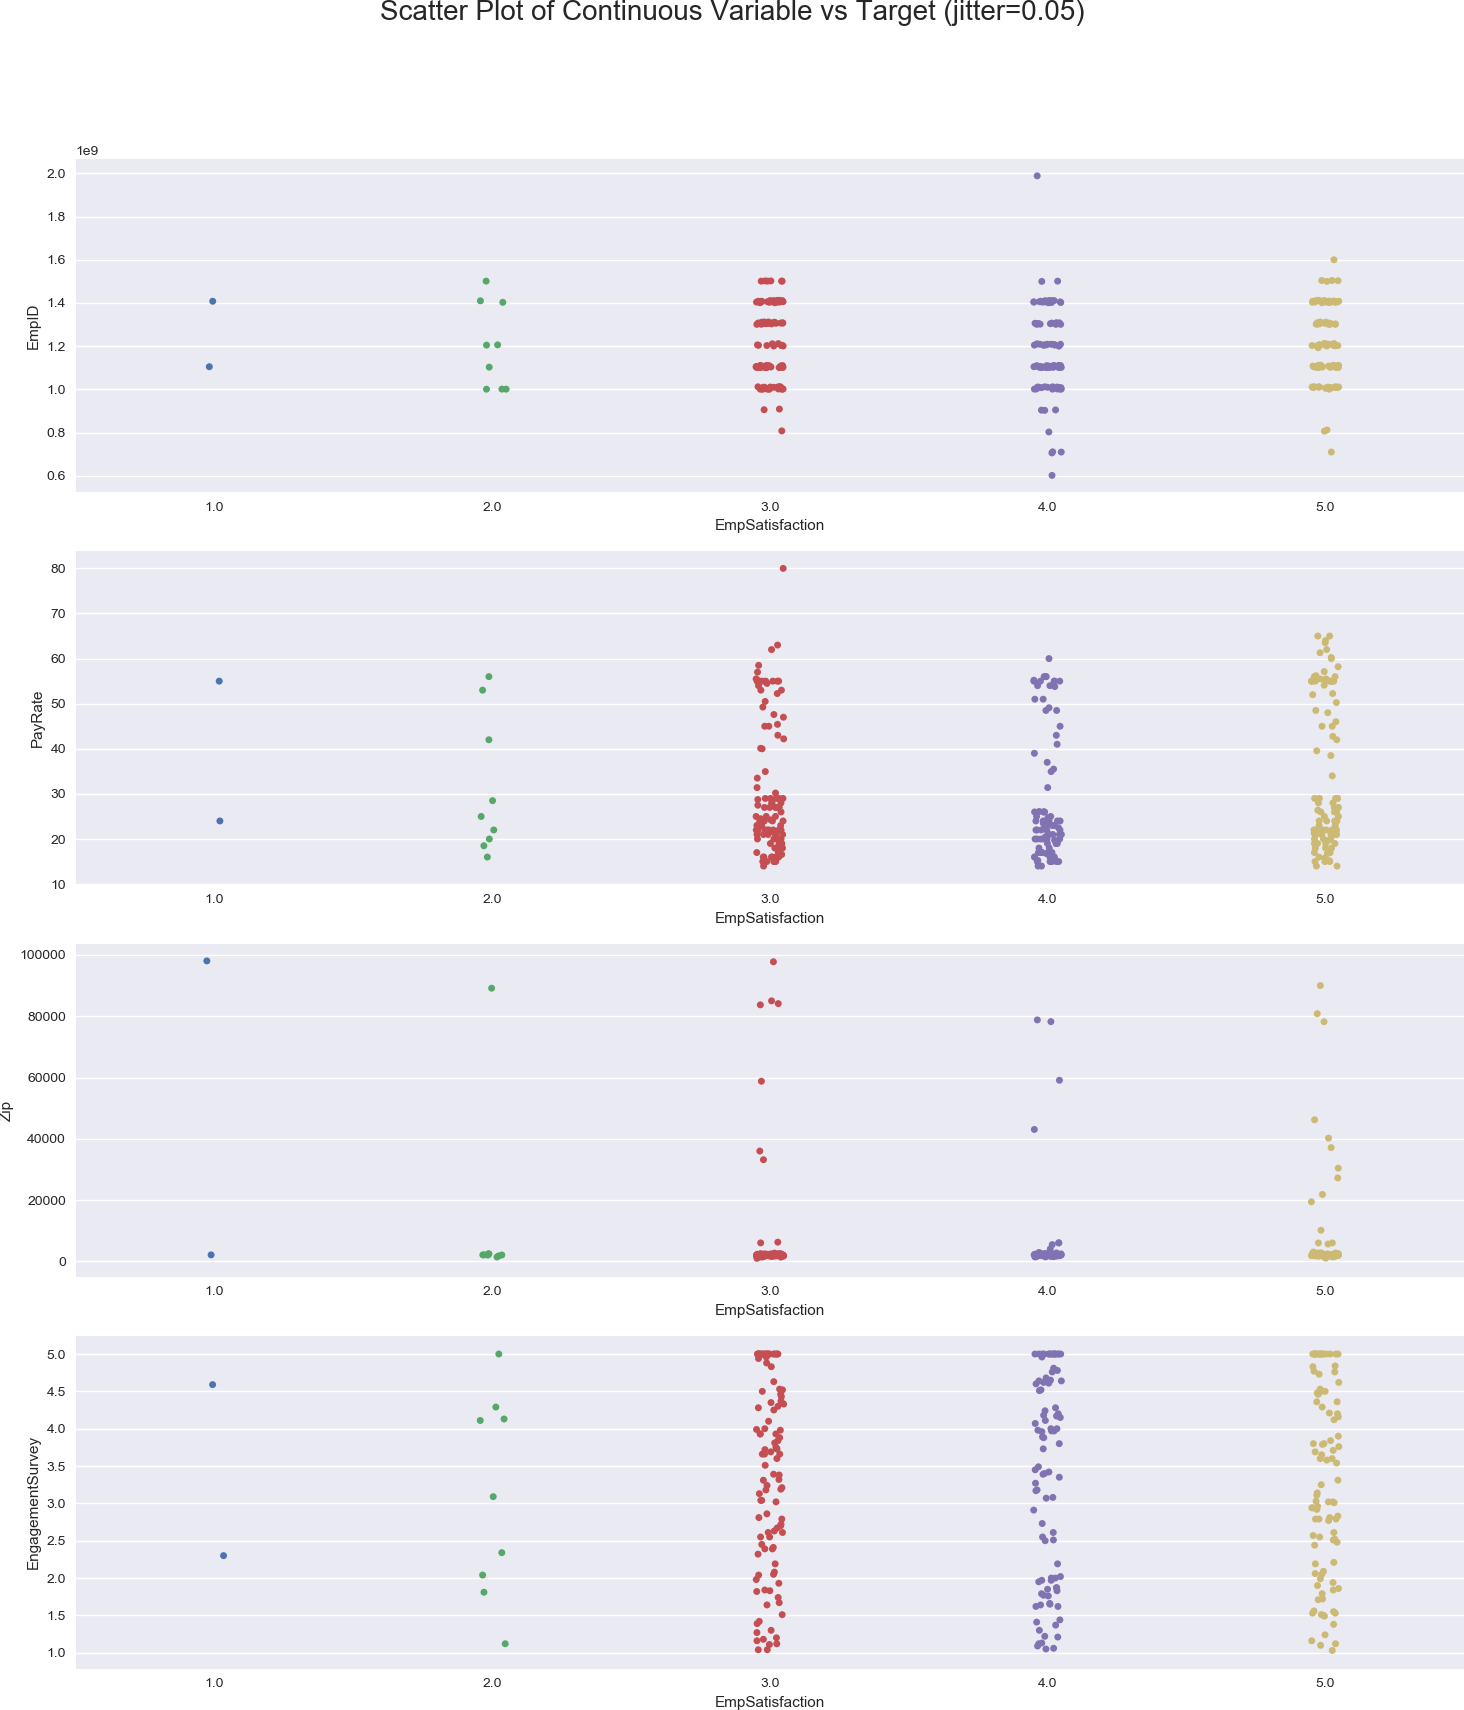 Scatter Plot of Continuous Variable vs Target (jitter=0.05)
1e9
2.0
1.8
1.6
1.4
1.2
1.0
0.8
0.6
EmpID
1.0 2.0 3.0 4.0 5.0
EmpSatisfaction
80
70
60
50
40
30
20
10
PayRate
1.0 2.0 3.0 4.0 5.0
EmpSatisfaction
100000
80000
60000
40000
20000
0
Zip
1.0 2.0 3.0 4.0 5.0
EmpSatisfaction
5.0
4.5
4.0
3.5
3.0
2.5
2.0
1.5
1.0
EngagementSurvey
1.0 2.0 3.0 4.0 5.0
EmpSatisfaction